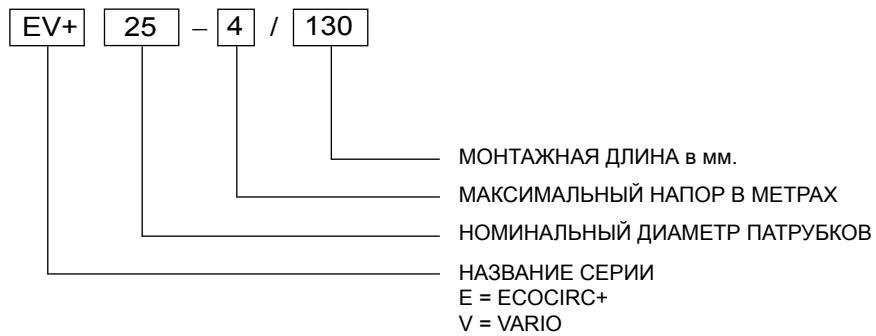 EV+ 25 – 4 / 130
МОНТАЖНАЯ ДЛИНА в мм.
МАКСИМАЛЬНЫЙ НАПОР В МЕТРАХ
НОМИНАЛЬНЫЙ ДИАМЕТР ПАТРУБКОВ
НАЗВАНИЕ СЕРИИ
E = ECOCIRC+
V = VARIO